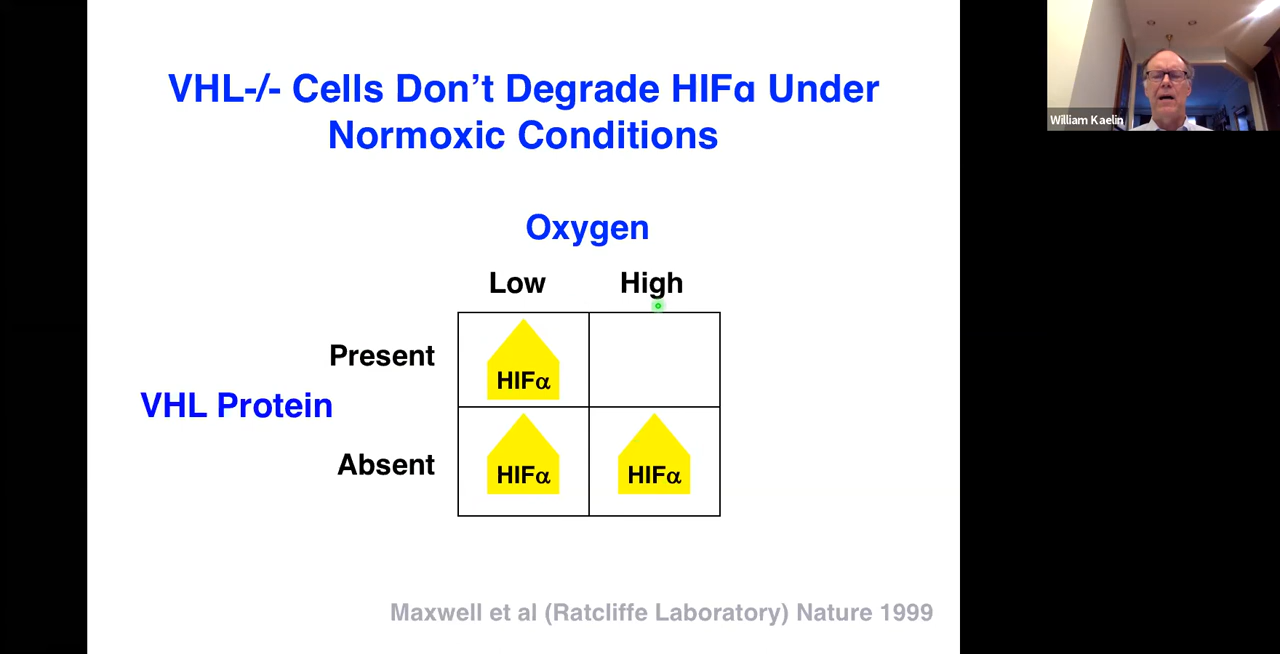 VHL-/- Cells Don't Degrade HIFα Under
Normoxic Conditions
William Kaelin
Oxygen
Low High
Present
HIFα
VHL Protein
Absent
HIFα HIFα
Maxwell et al (Ratcliffe Laboratory) Nature 1999